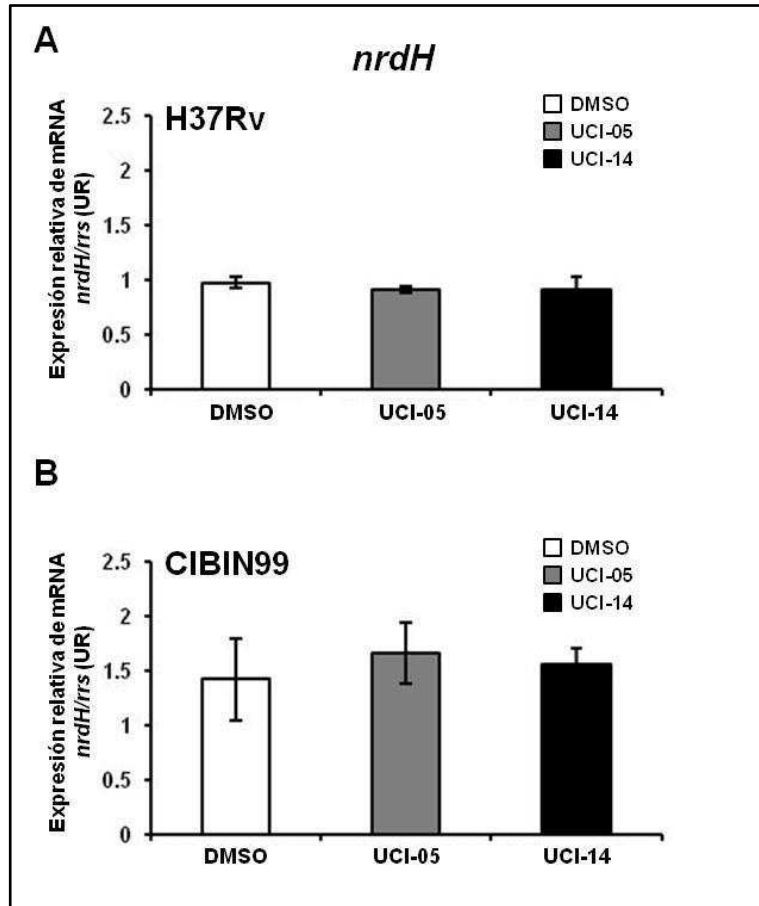 A
nrdH
H37Rv
DMSO
UCI-05
UCI-14
Expresión relativa de mRNA
nrdH/rrs (UR)
2.5
2
1.5
1
0.5
0
DMSO UCI-05 UCI-14
B
CIBIN99
DMSO
UCI-05
UCI-14
Expresión relativa de mRNA
nrdH/rrs (UR)
2.5
2
1.5
1
0.5
0
DMSO UCI-05 UCI-14